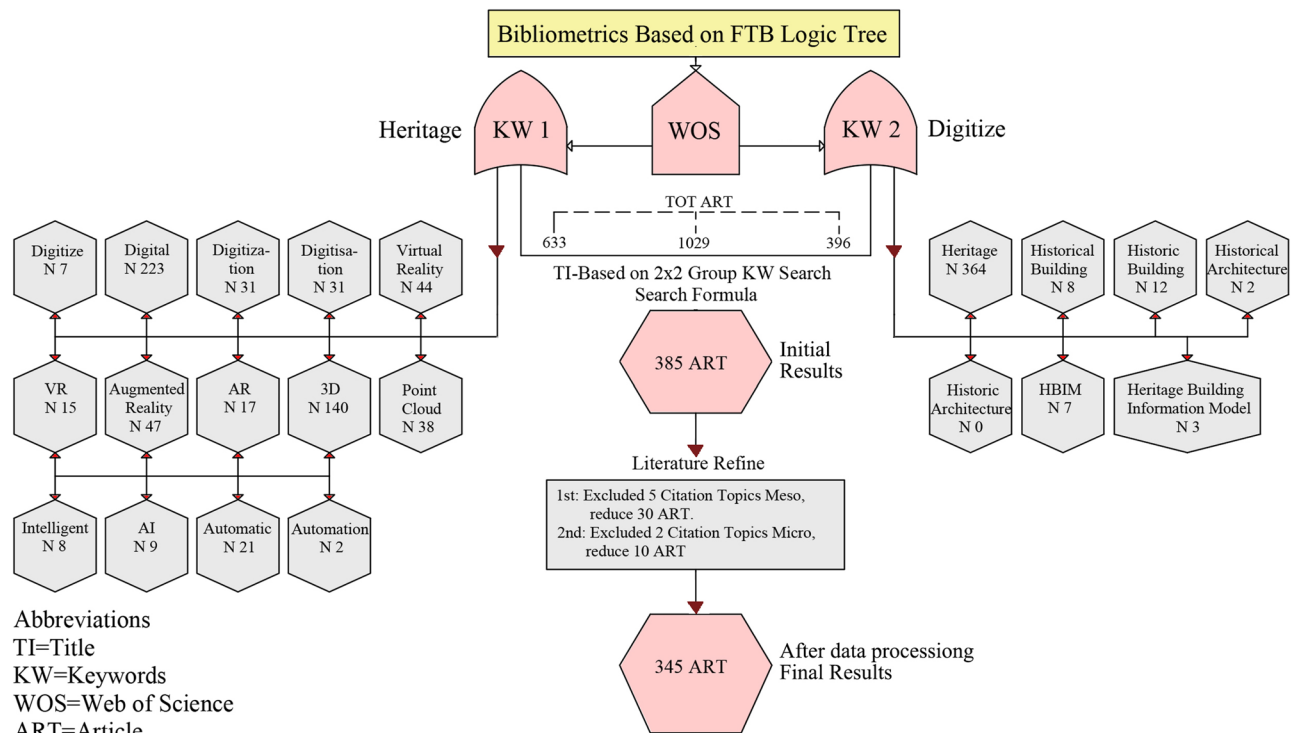 Bibliometrics Based on FTB Logic Tree
Heritage
KW 1
WOS
KW 2
Digitize
TOT ART
633
1029
396
TI-Based on 2x2 Group KW Search
Search Formula
Digitize
N 7
Digital
N 223
Digitiza-
tion
N 31
Digitisa-
tion
N 31
Virtual
Reality
N 44
VR
N 15
Augmented
Reality
N 47
AR
N 17
3D
N 140
Point
Cloud
N 38
Intelligent
N 8
AI
N 9
Automatic
N 21
Automation
N 2
Heritage
N 364
Historical
Building
N 8
Historic
Building
N 12
Historical
Architecture
N 2
Historic
Architecture
N 0
HBIM
N 7
Heritage Building
Information Model
N 3
385 ART
Initial
Results
Literature Refine
1st: Excluded 5 Citation Topics Meso,
reduce 30 ART.
2nd: Excluded 2 Citation Topics Micro,
reduce 10 ART
345 ART
After data processiong
Final Results
Abbreviations
TI=Title
KW=Keywords
WOS=Web of Science
ART=Article